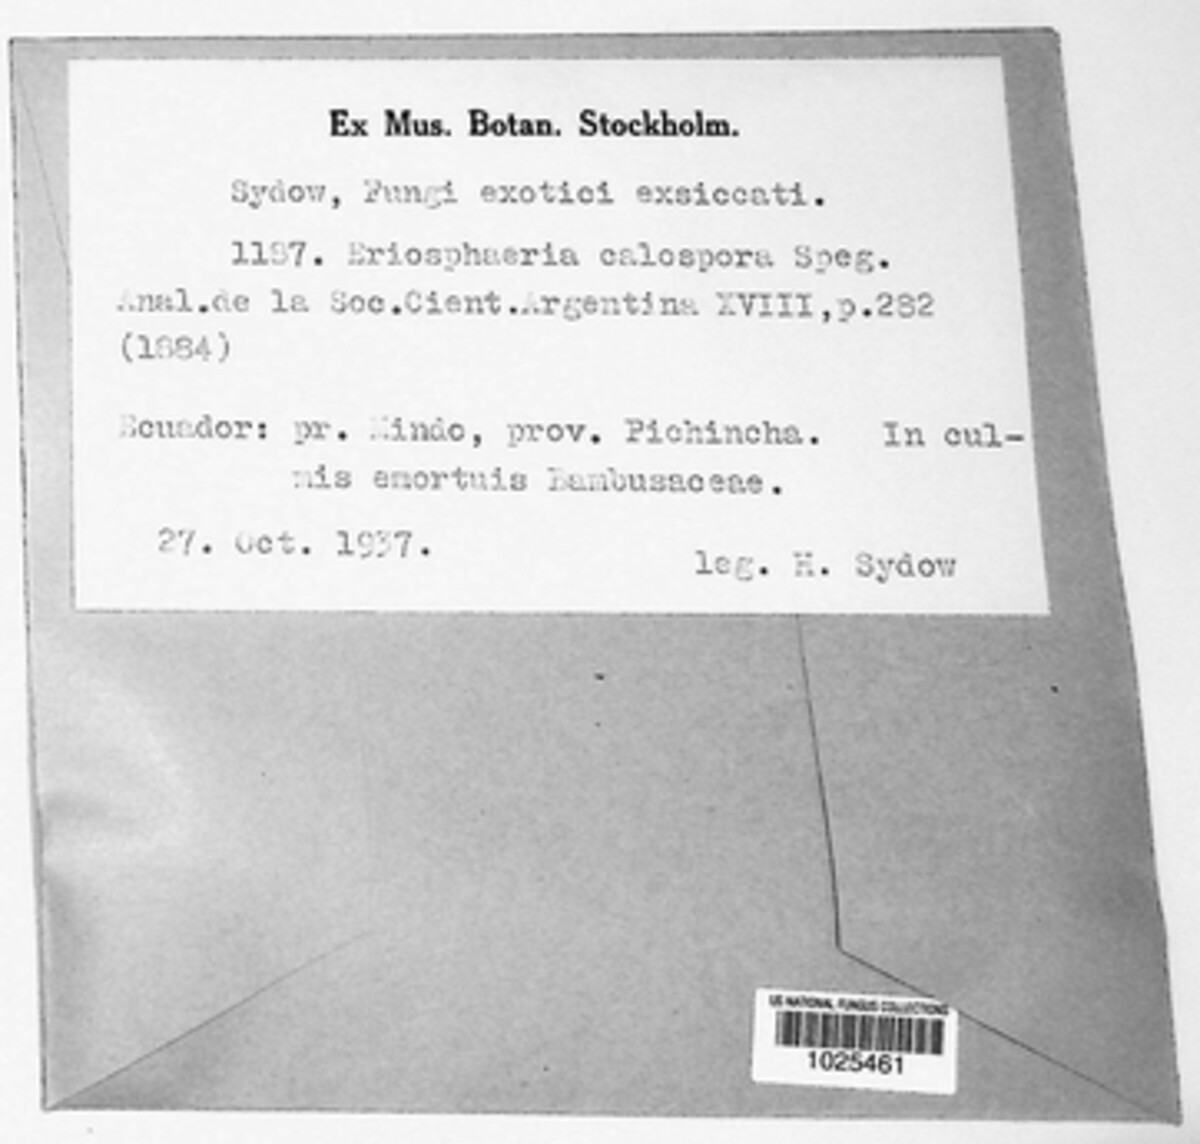 Ex Mus. Botan. Stockholm.
Sydow, Fungi exotici exsiccati.
1187. Eriosphaeria calospora Speg.
Anal.de la Soc.Cient.Argentina XVIII,p.282
(1884)
Ecuador: pr. Mindo, prov. Pichincha. In cul-
mis emortuis Bambusaceae.
27. Oct. 1937.
leg. H. Sydow
US NATIONAL FUNGUS COLLECTIONS
1025461